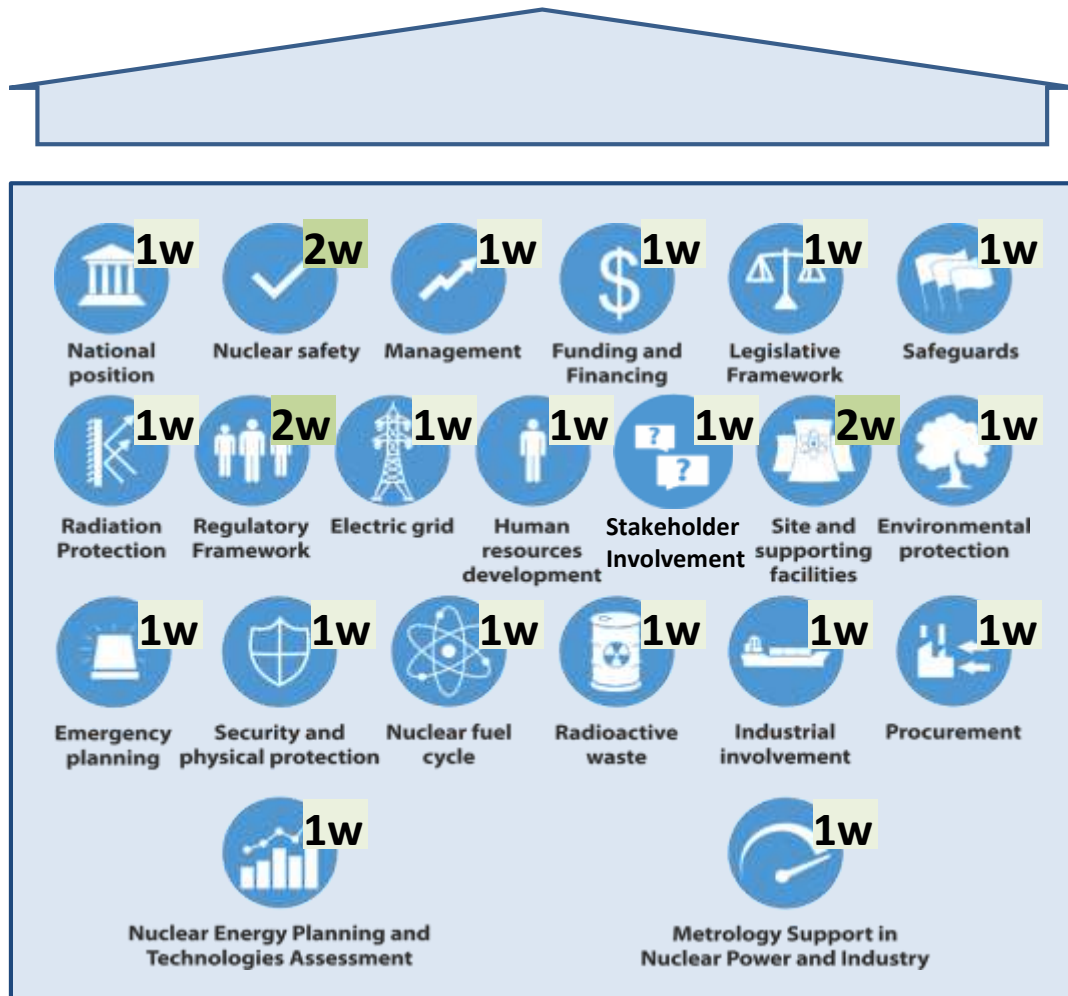 1w
2w
1w
1w
1w
1w
National
position
Nuclear safety
Management
Funding and
Financing
Legislative
Framework
Safeguards
1w
2w
1w
1w
1w
2w
1w
?
?
Radiation
Protection
Regulatory
Framework
Electric grid
Human
resources
development
Stakeholder
Involvement
Site and
supporting
facilities
Environmental
protection
1w
1w
1w
1w
1w
1w
Emergency
planning
Security and
physical protection
Nuclear fuel
cycle
Radioactive
waste
Industrial
involvement
Procurement
1w
1w
Nuclear Energy Planning and
Technologies Assessment
Metrology Support in
Nuclear Power and Industry